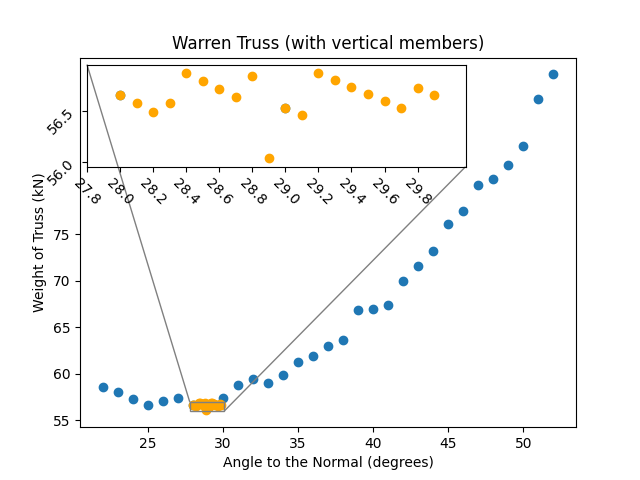 Warren Truss (with vertical members)
56.5
56.0
27.8 28.0 28.2 28.4 28.6 28.8 29.0 29.2 29.4 29.6 29.8
Weight of Truss (kN)
75
70
65
60
55
25 30 35 40 45 50
Angle to the Normal (degrees)